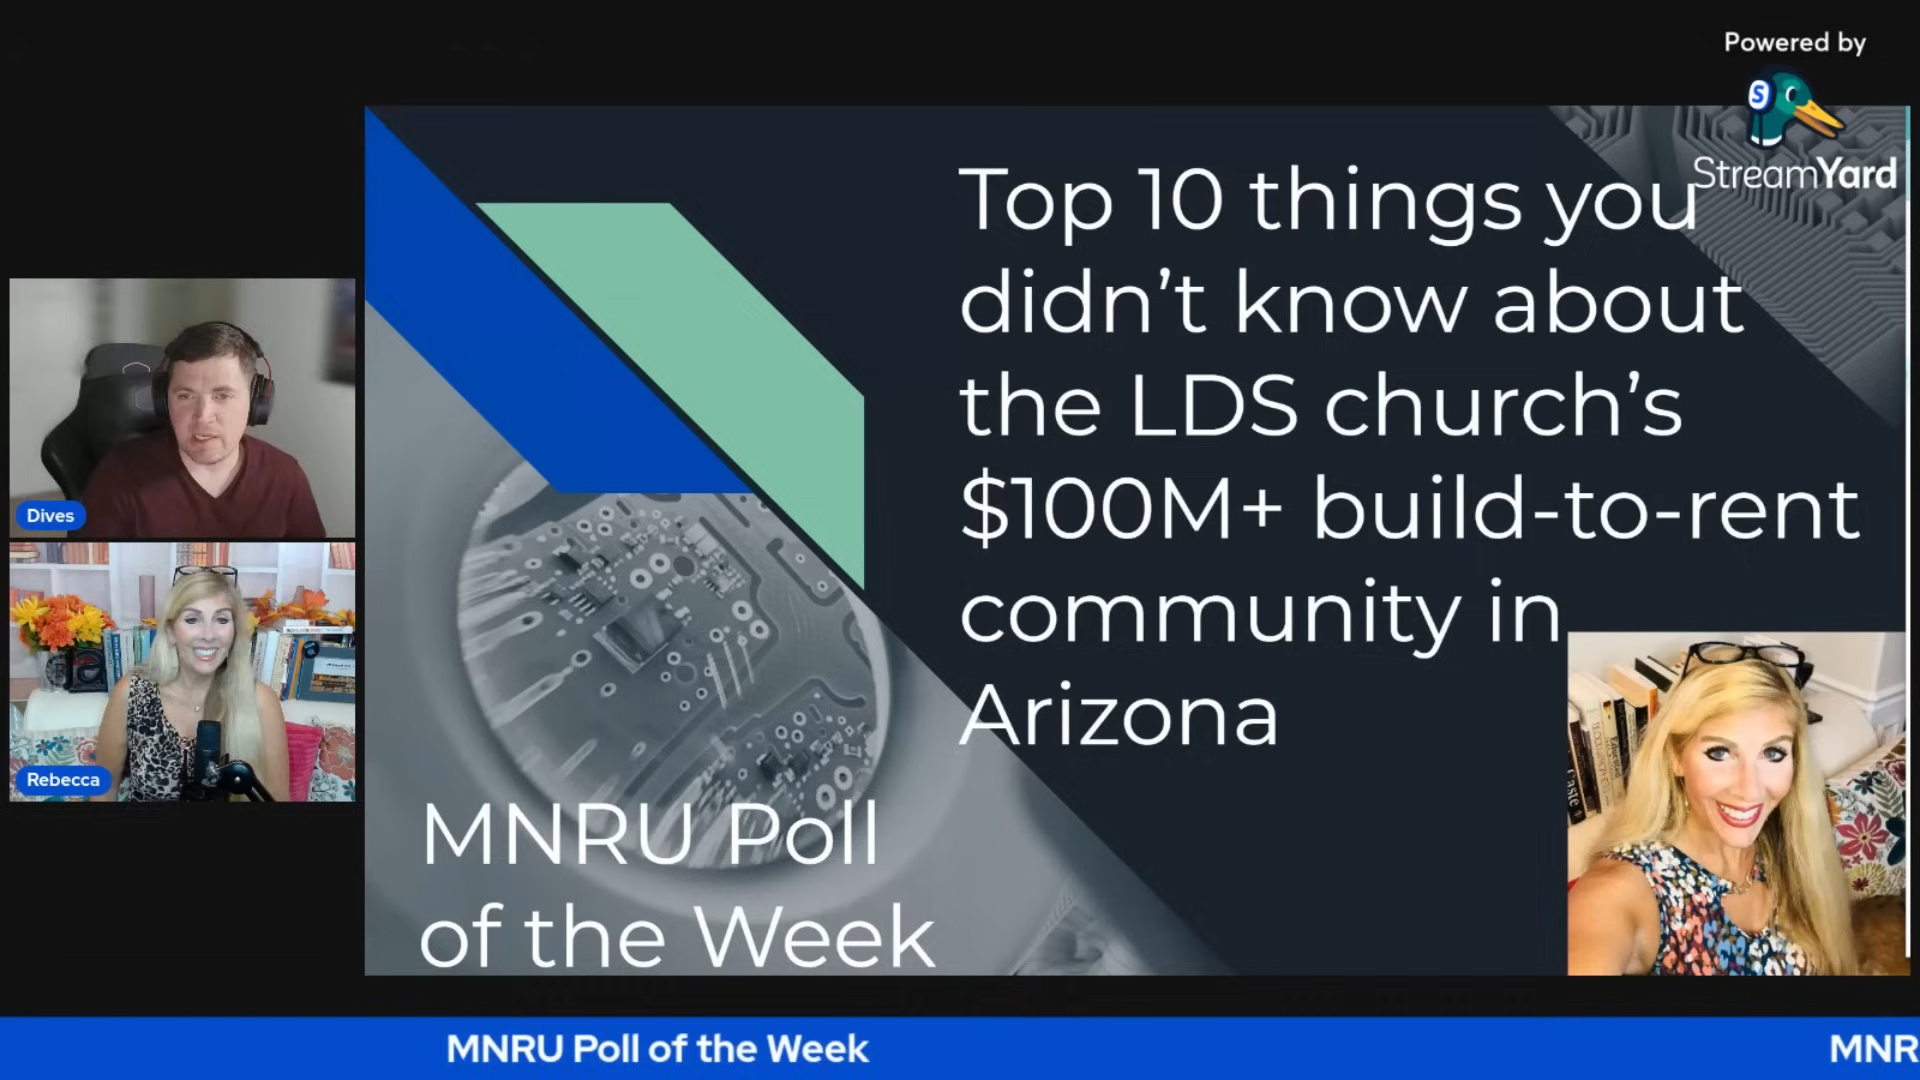 Powered by
StreamYard
Top 10 things you
didn’t know about
the LDS church’s
$100M+ build-to-rent
community in
Arizona
Dives
Rebecca
MNRU Poll
of the Week
MNRU Poll of the Week
MNR